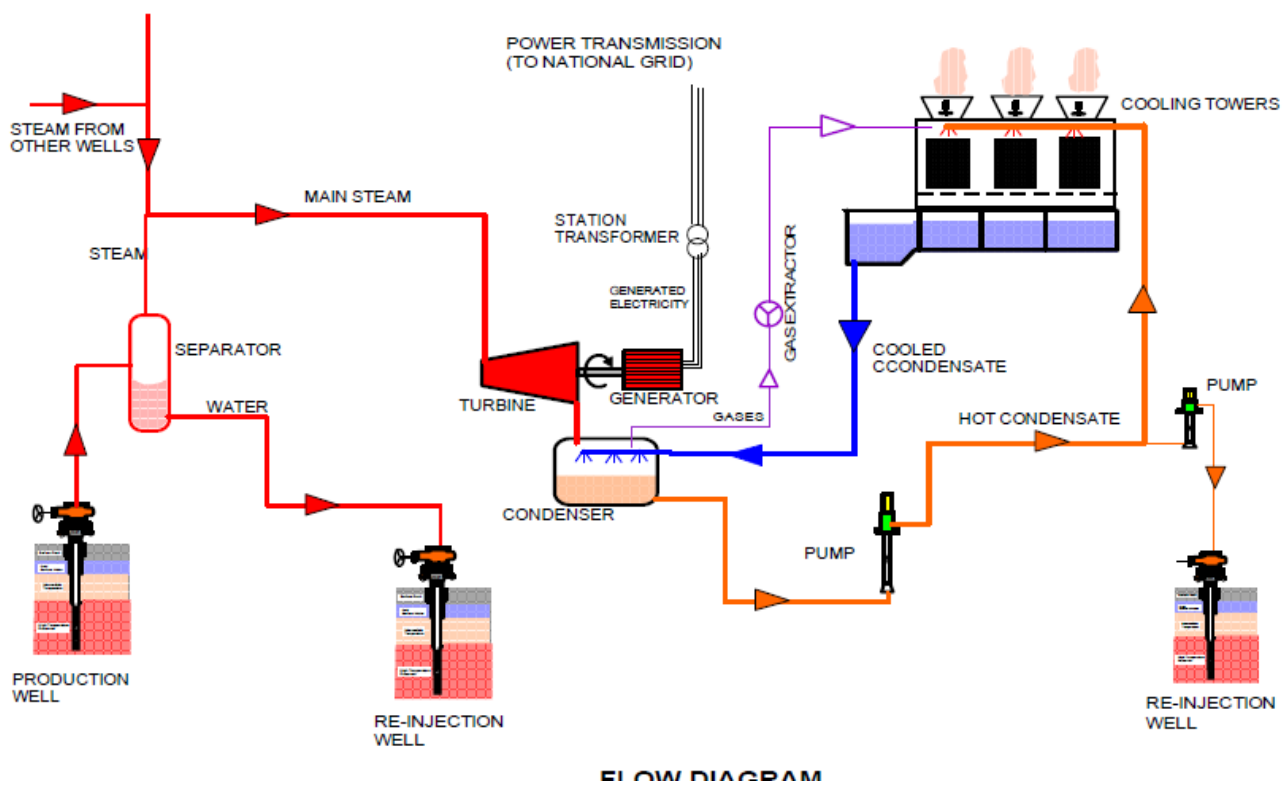 POWER TRANSMISSION
(TO NATIONAL GRID)
COOLING TOWERS
STEAM FROM
OTHER WELLS
MAIN STEAM
STATION
TRANSFORMER
STEAM
GENERATED
ELECTRICITY
GAS EXTRACTOR
SEPARATOR
COOLED
CCONDENSATE
PUMP
WATER
TURBINE
GENERATOR
GASES
HOT CONDENSATE
CONDENSER
PUMP
PRODUCTION
WELL
RE-INJECTION
WELL
RE-INJECTION
WELL
FLOW DIAGRAM